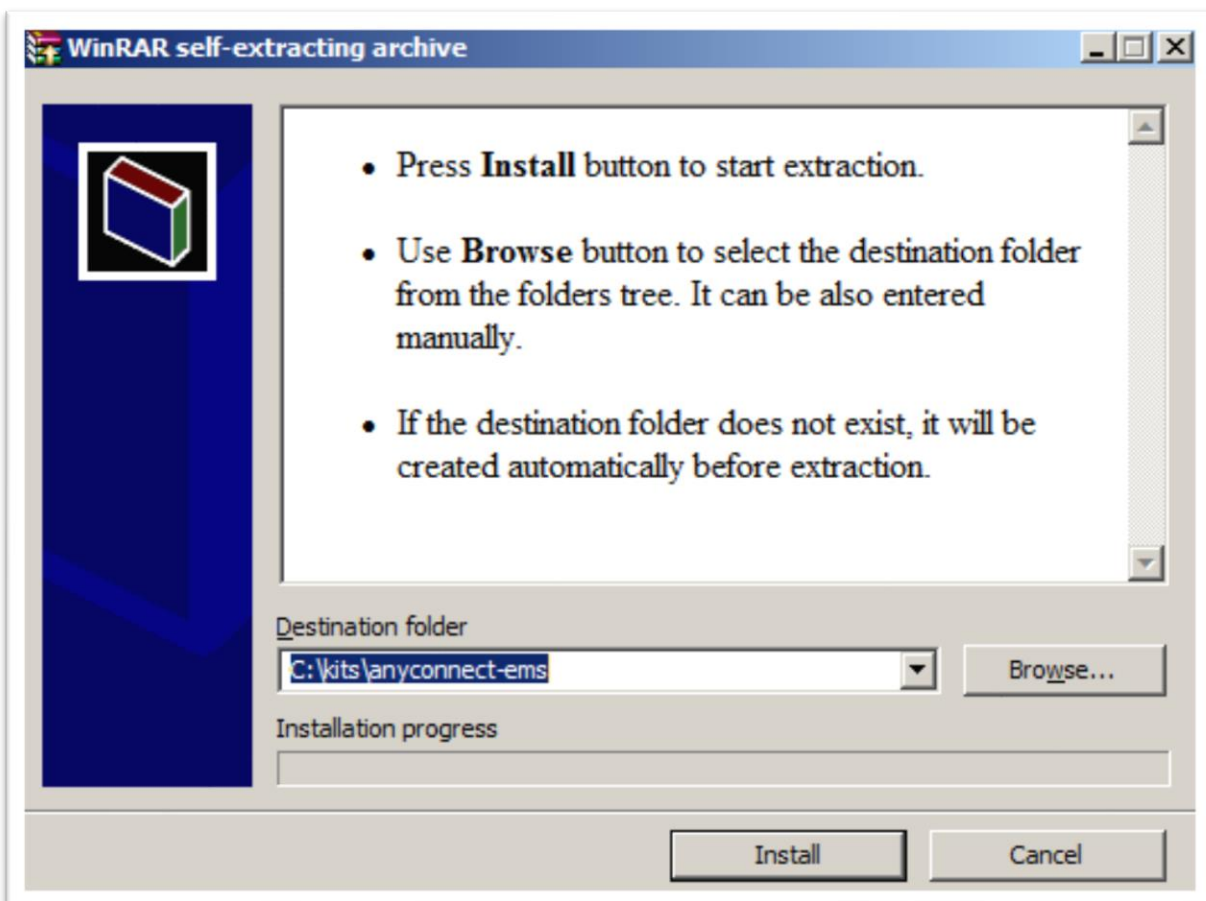 WinRAR self-extracting archive
• Press Install button to start extraction.
• Use Browse button to select the destination folder
from the folders tree. It can be also entered
manually.
• If the destination folder does not exist, it will be
created automatically before extraction.
Destination folder
C:\kits\anyconnect-ems
Browse...
Installation progress
Install
Cancel